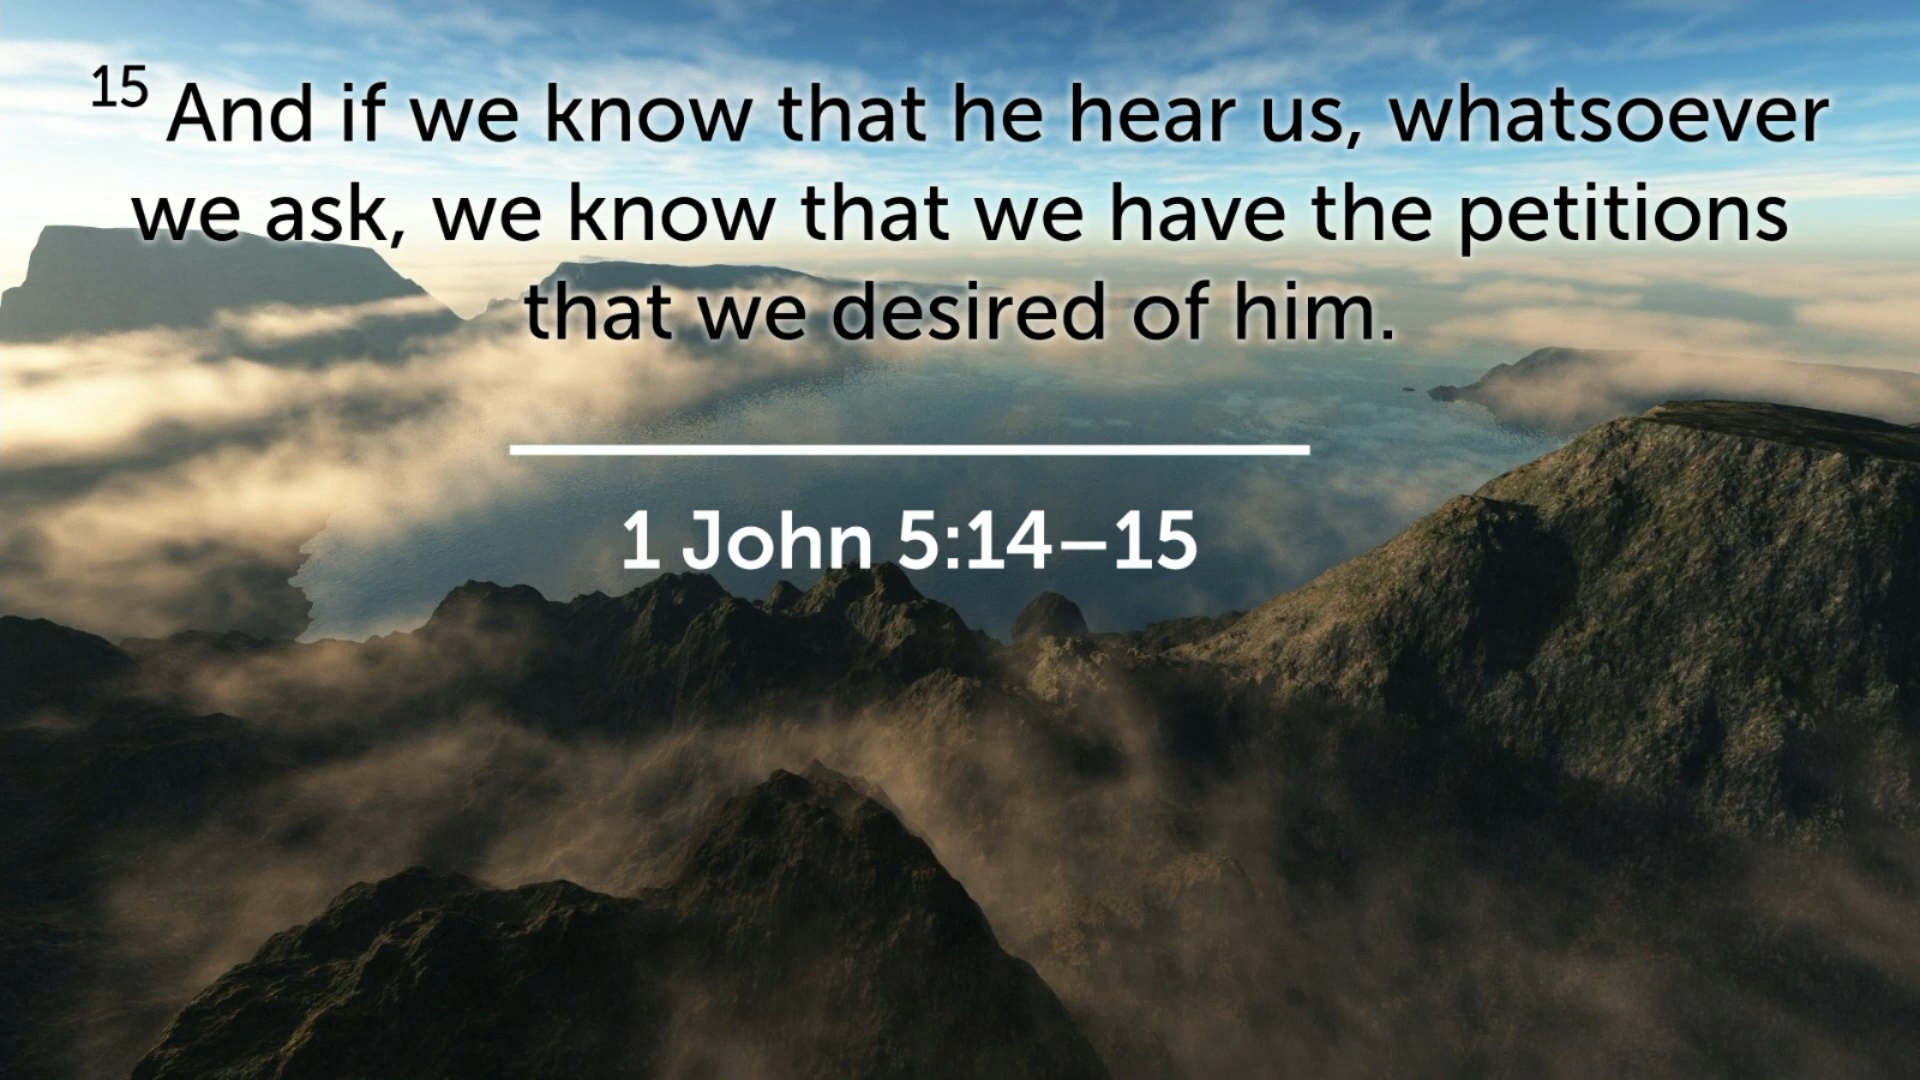 15 And if we know that he hear us, whatsoever
we ask, we know that we have the petitions
that we desired of him.
1 John 5:14–15